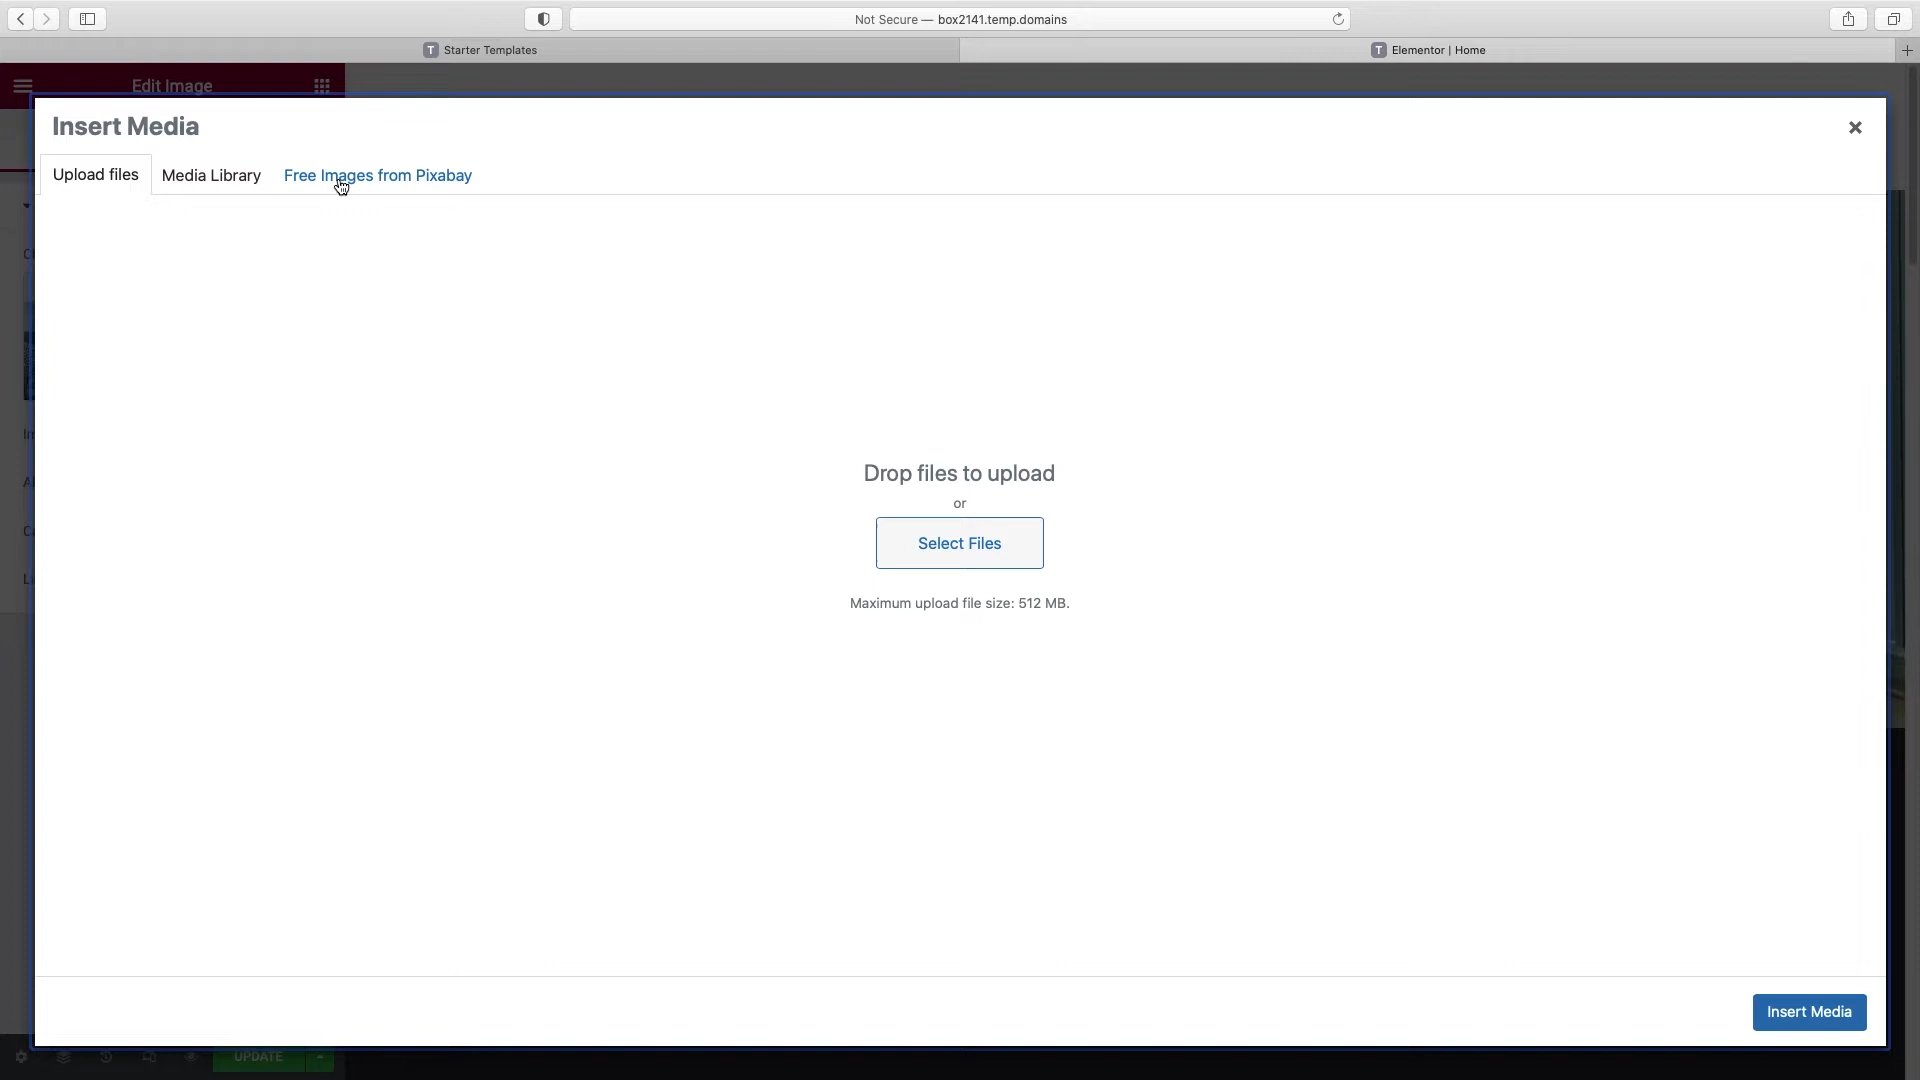 Not Secure — box2141.temp.domains
T Starter Templates
T Elementor | Home
Edit Image
Insert Media
Upload files
Media Library
Free Images from Pixabay
Drop files to upload
or
Select Files
Maximum upload file size: 512 MB.
Insert Media
UPDATE